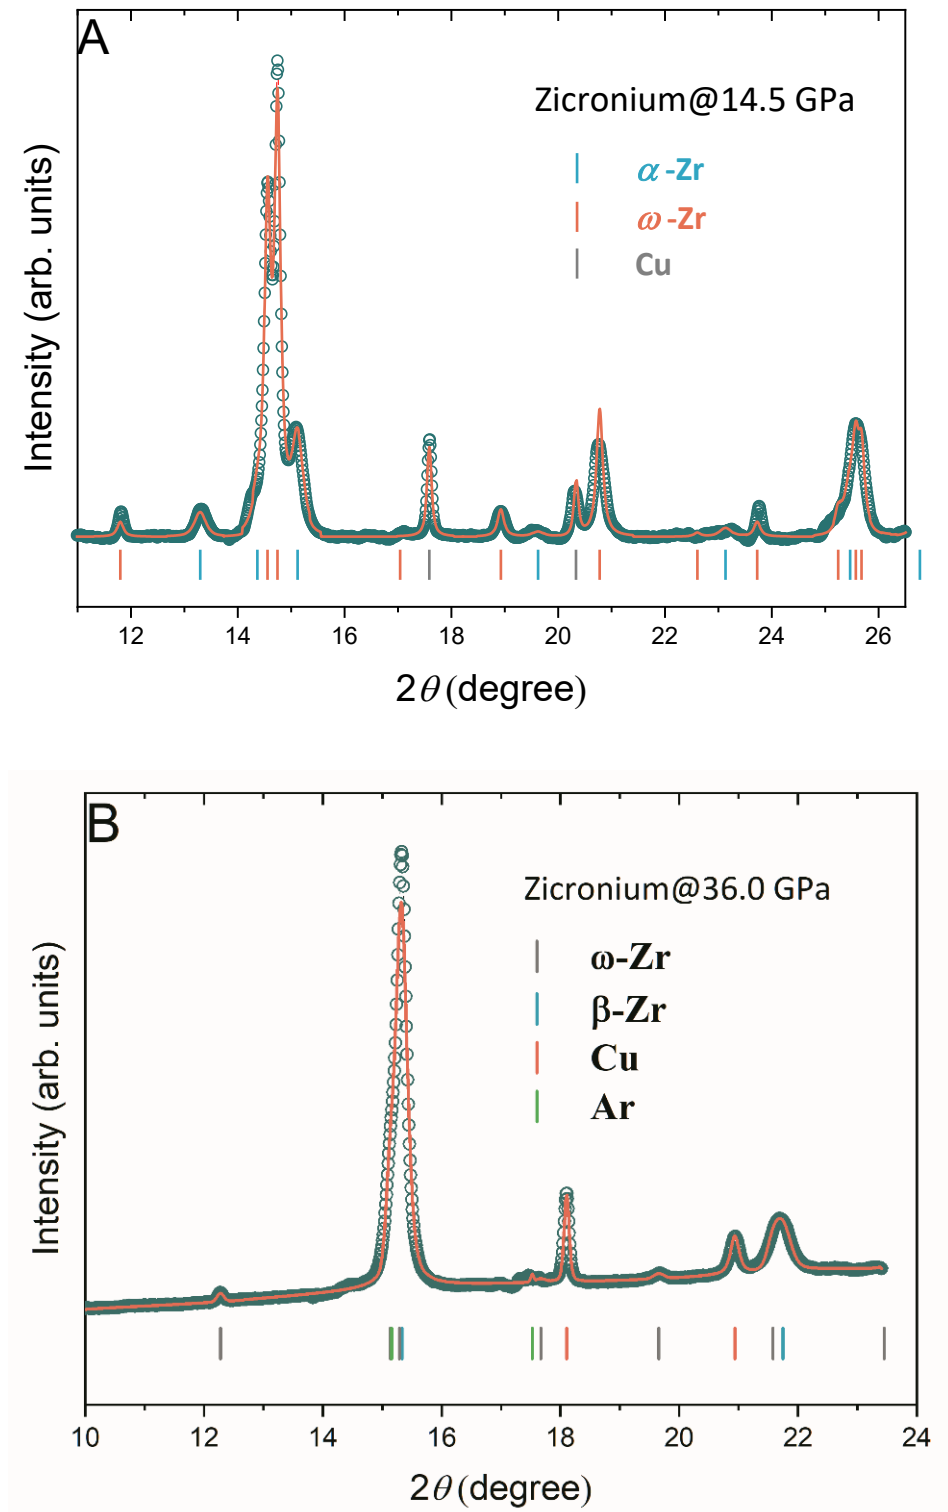 A
Zicronium@14.5 GPa
α-Zr
ω-Zr
Cu
Intensity (arb. units)
12 14 16 18 20 22 24 26
2θ (degree)
B
Zicronium@36.0 GPa
ω-Zr
β-Zr
Cu
Ar
Intensity (arb. units)
10 12 14 16 18 20 22 24
2θ (degree)